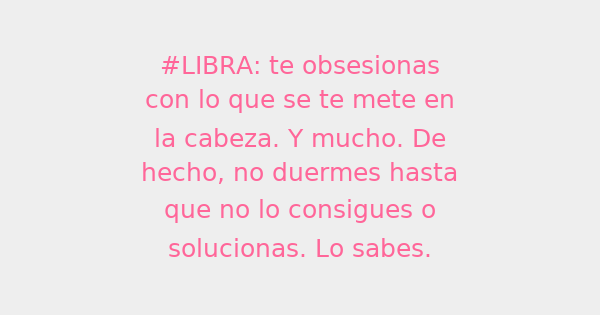 #LIBRA: te obsesionas
con lo que se te mete en
la cabeza. Y mucho. De
hecho, no duermes hasta
que no lo consigues o
solucionas. Lo sabes.